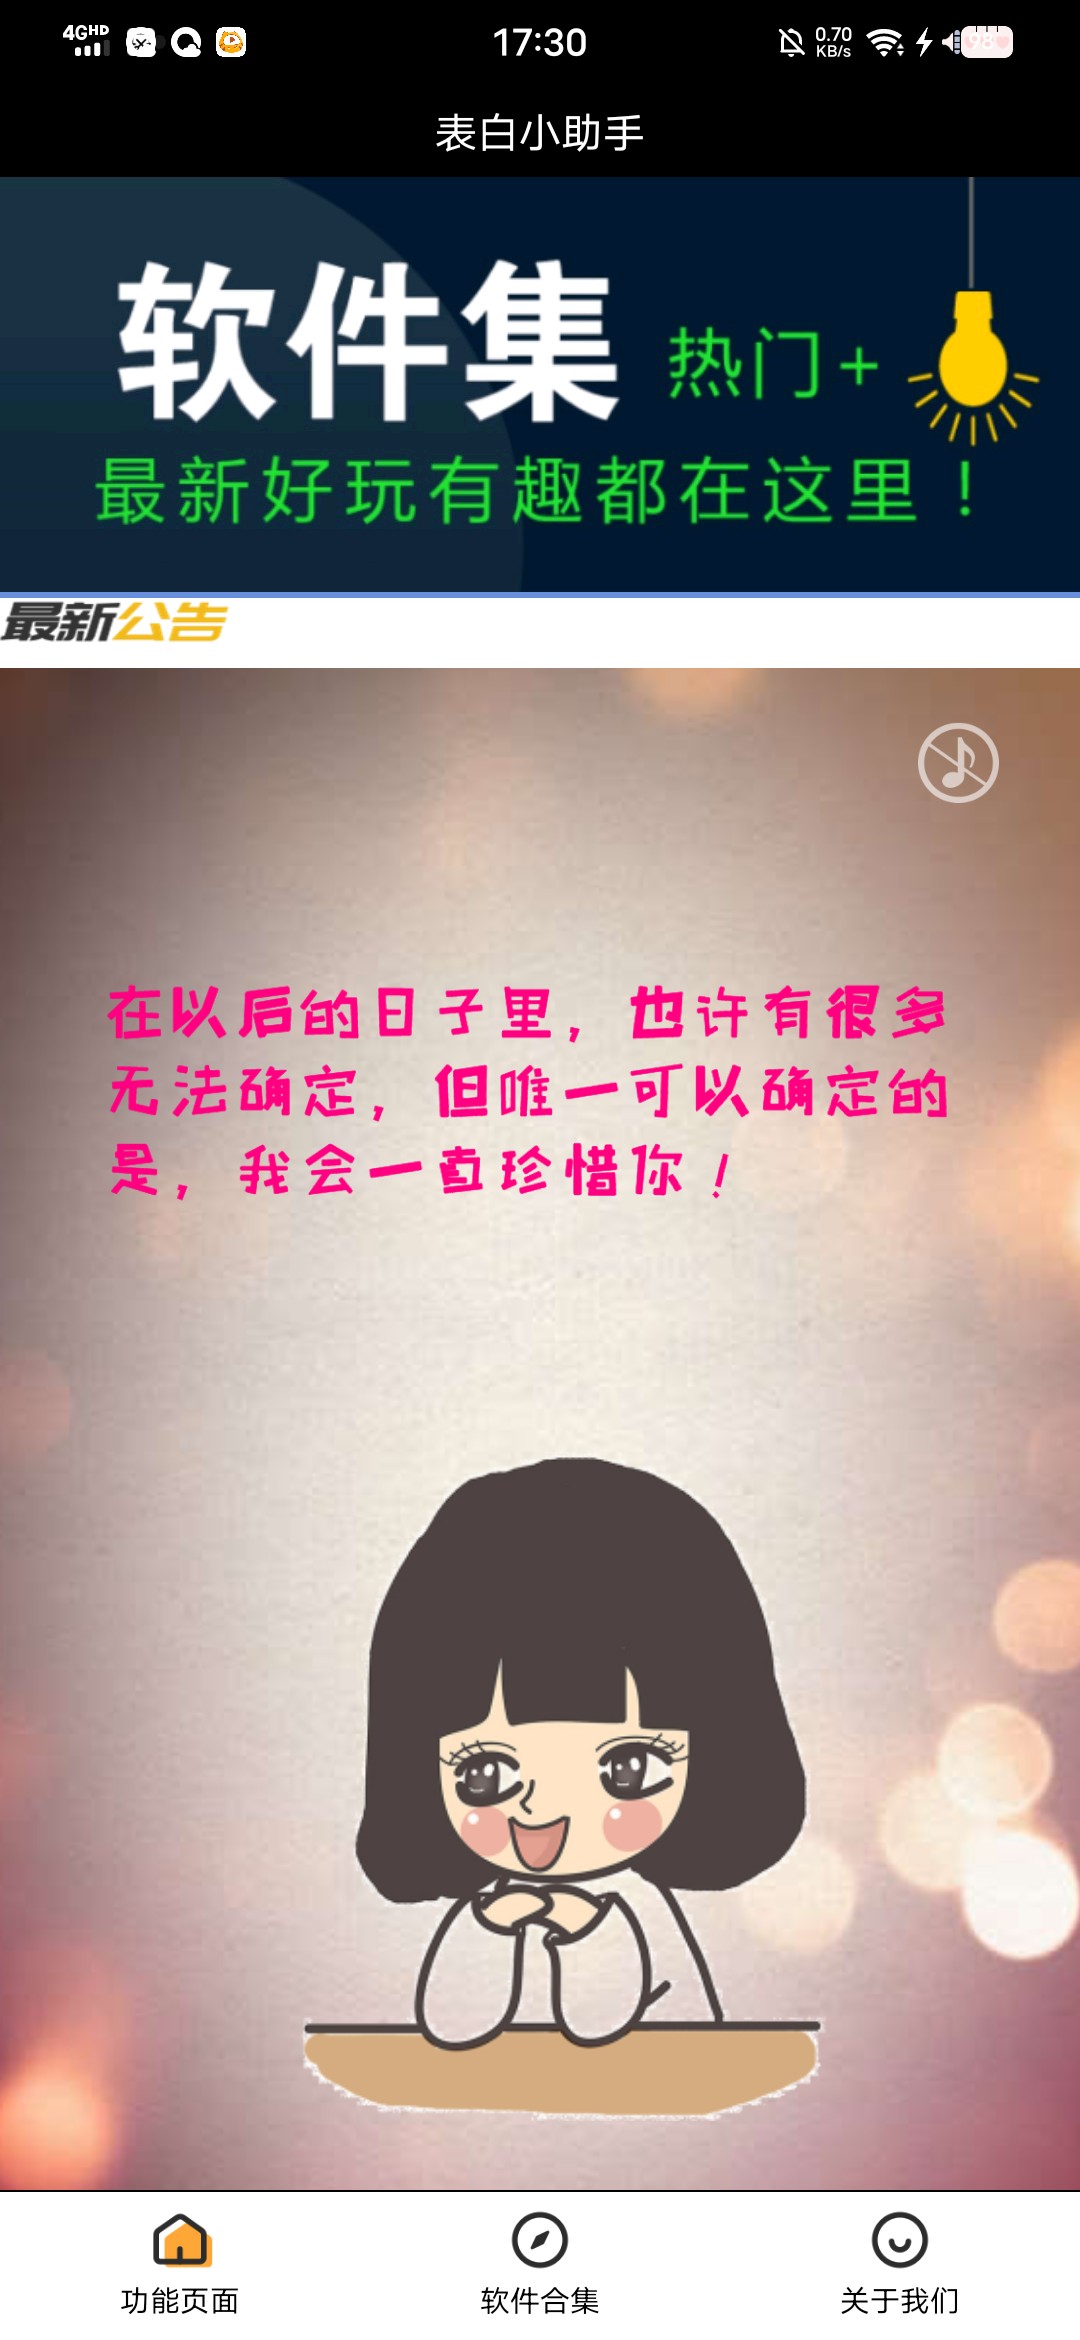 4GHD
17:30
0.70
KB/s
98
表白小助手
软件集 热门+
最新好玩有趣都在这里！
最新公告
在以后的日子里，也许有很多
无法确定，但唯一可以确定的
是，我会一直珍惜你！
功能页面
软件合集
关于我们